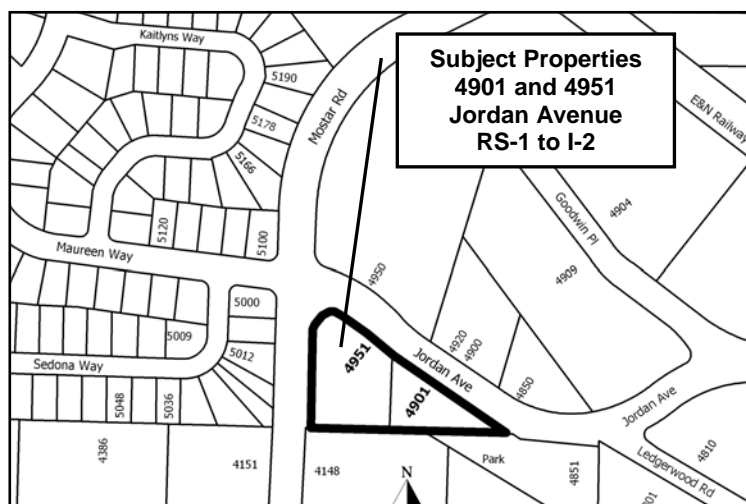 Kaitlyns Way
5190
Mostar Rd
Subject Properties
4901 and 4951
Jordan Avenue
RS-1 to I-2
E&N Railway
5178
5166
Goodwin Pl
4904
5120
5100
Maureen Way
4950
4909
5000
5009
Sedona Way
5012
4951
Jordan Ave
4920
4900
4901
4850
5048
5036
Jordan Ave
4386
4151
4148
N
Park
4851
4810
Ledgerwood Rd